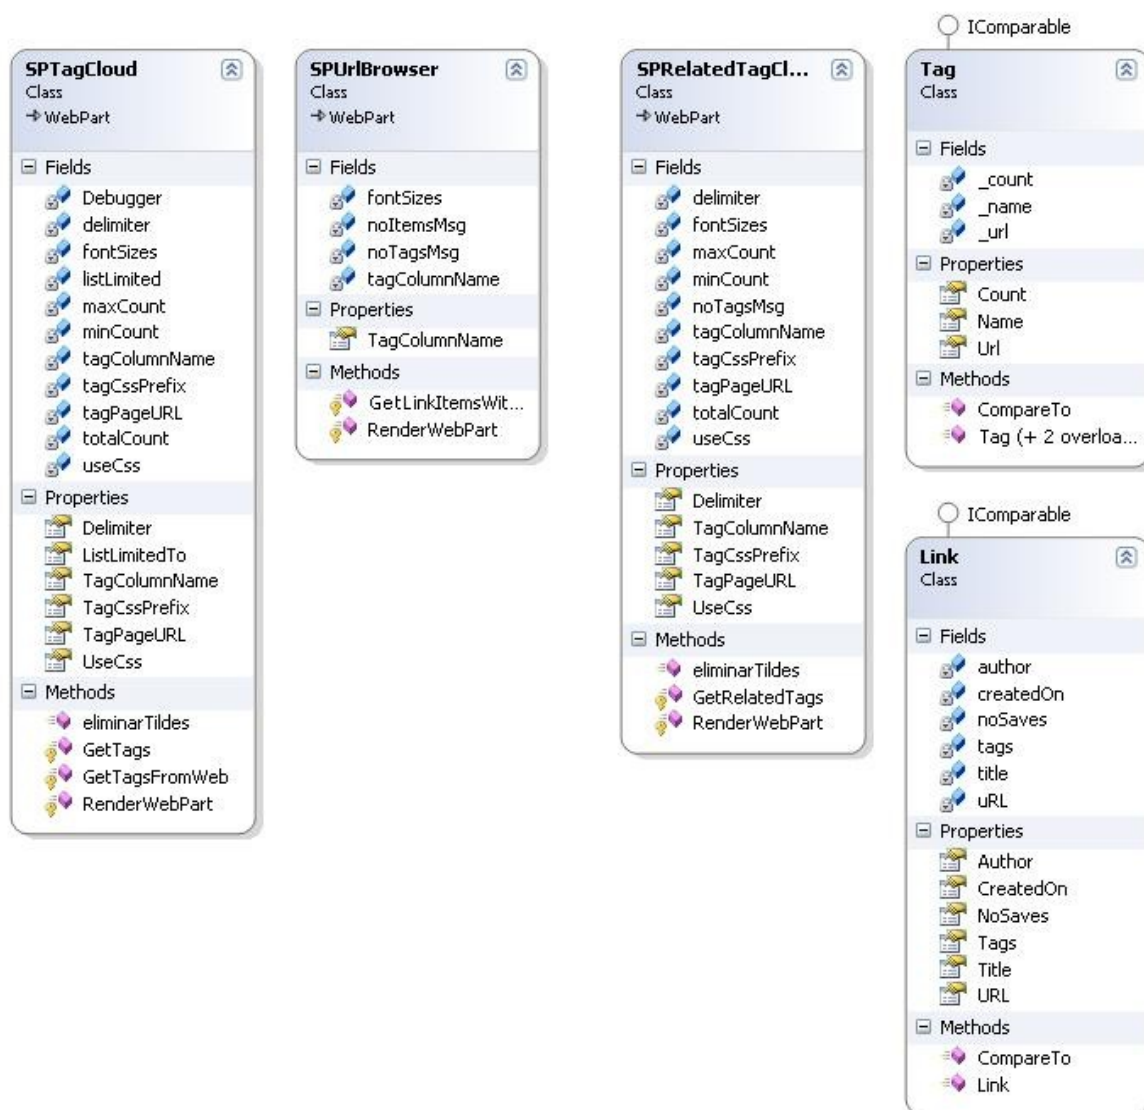 SPTagCloud
Class
WebPart
Fields
Debugger
delimiter
fontSizes
listLimited
maxCount
minCount
tagColumnName
tagCssPrefix
tagPageURL
totalCount
useCss
Properties
Delimiter
ListLimitedTo
TagColumnName
TagCssPrefix
TagPageURL
UseCss
Methods
eliminarTildes
GetTags
GetTagsFromWeb
RenderWebPart
SPUrlBrowser
Class
WebPart
Fields
fontSizes
noItemsMsg
noTagsMsg
tagColumnName
Properties
TagColumnName
Methods
GetLinkItemsWit...
RenderWebPart
SPRelatedTagCl...
Class
WebPart
Fields
delimiter
fontSizes
maxCount
minCount
noTagsMsg
tagColumnName
tagCssPrefix
tagPageURL
totalCount
useCss
Properties
Delimiter
TagColumnName
TagCssPrefix
TagPageURL
UseCss
Methods
eliminarTildes
GetRelatedTags
RenderWebPart
IComparable
Tag
Class
Fields
_count
_name
_url
Properties
Count
Name
Url
Methods
CompareTo
Tag (+ 2 overloa...
IComparable
Link
Class
Fields
author
createdOn
noSaves
tags
title
uRL
Properties
Author
CreatedOn
NoSaves
Tags
Title
URL
Methods
CompareTo
Link